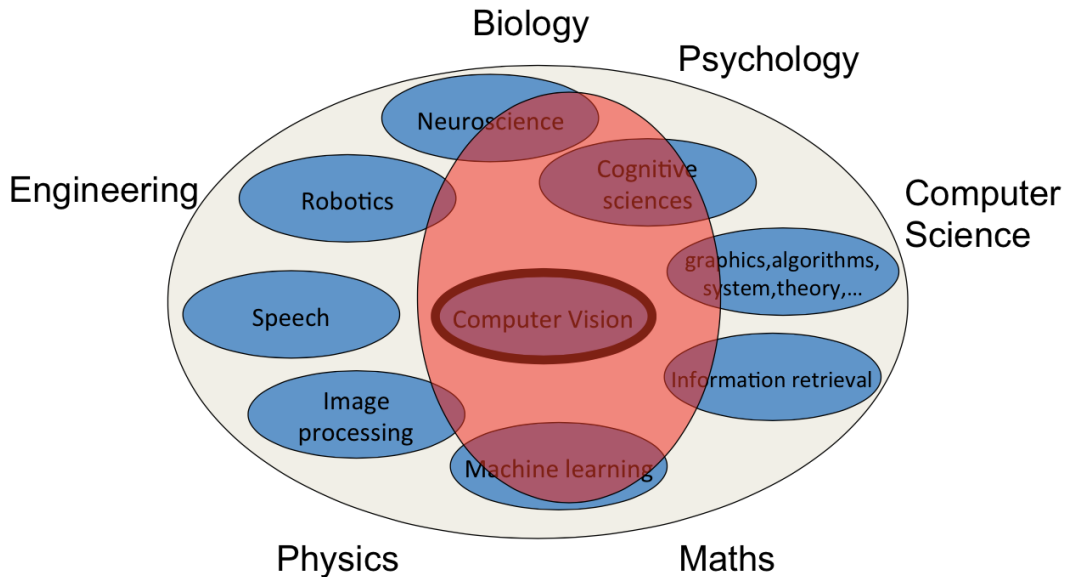 Biology
Psychology
Neuroscience
Engineering
Cognitive
sciences
Robotics
Computer
Science
graphics,algorithms,
system,theory,...
Speech
Computer Vision
Information retrieval
Image
processing
Machine learning
Physics
Maths